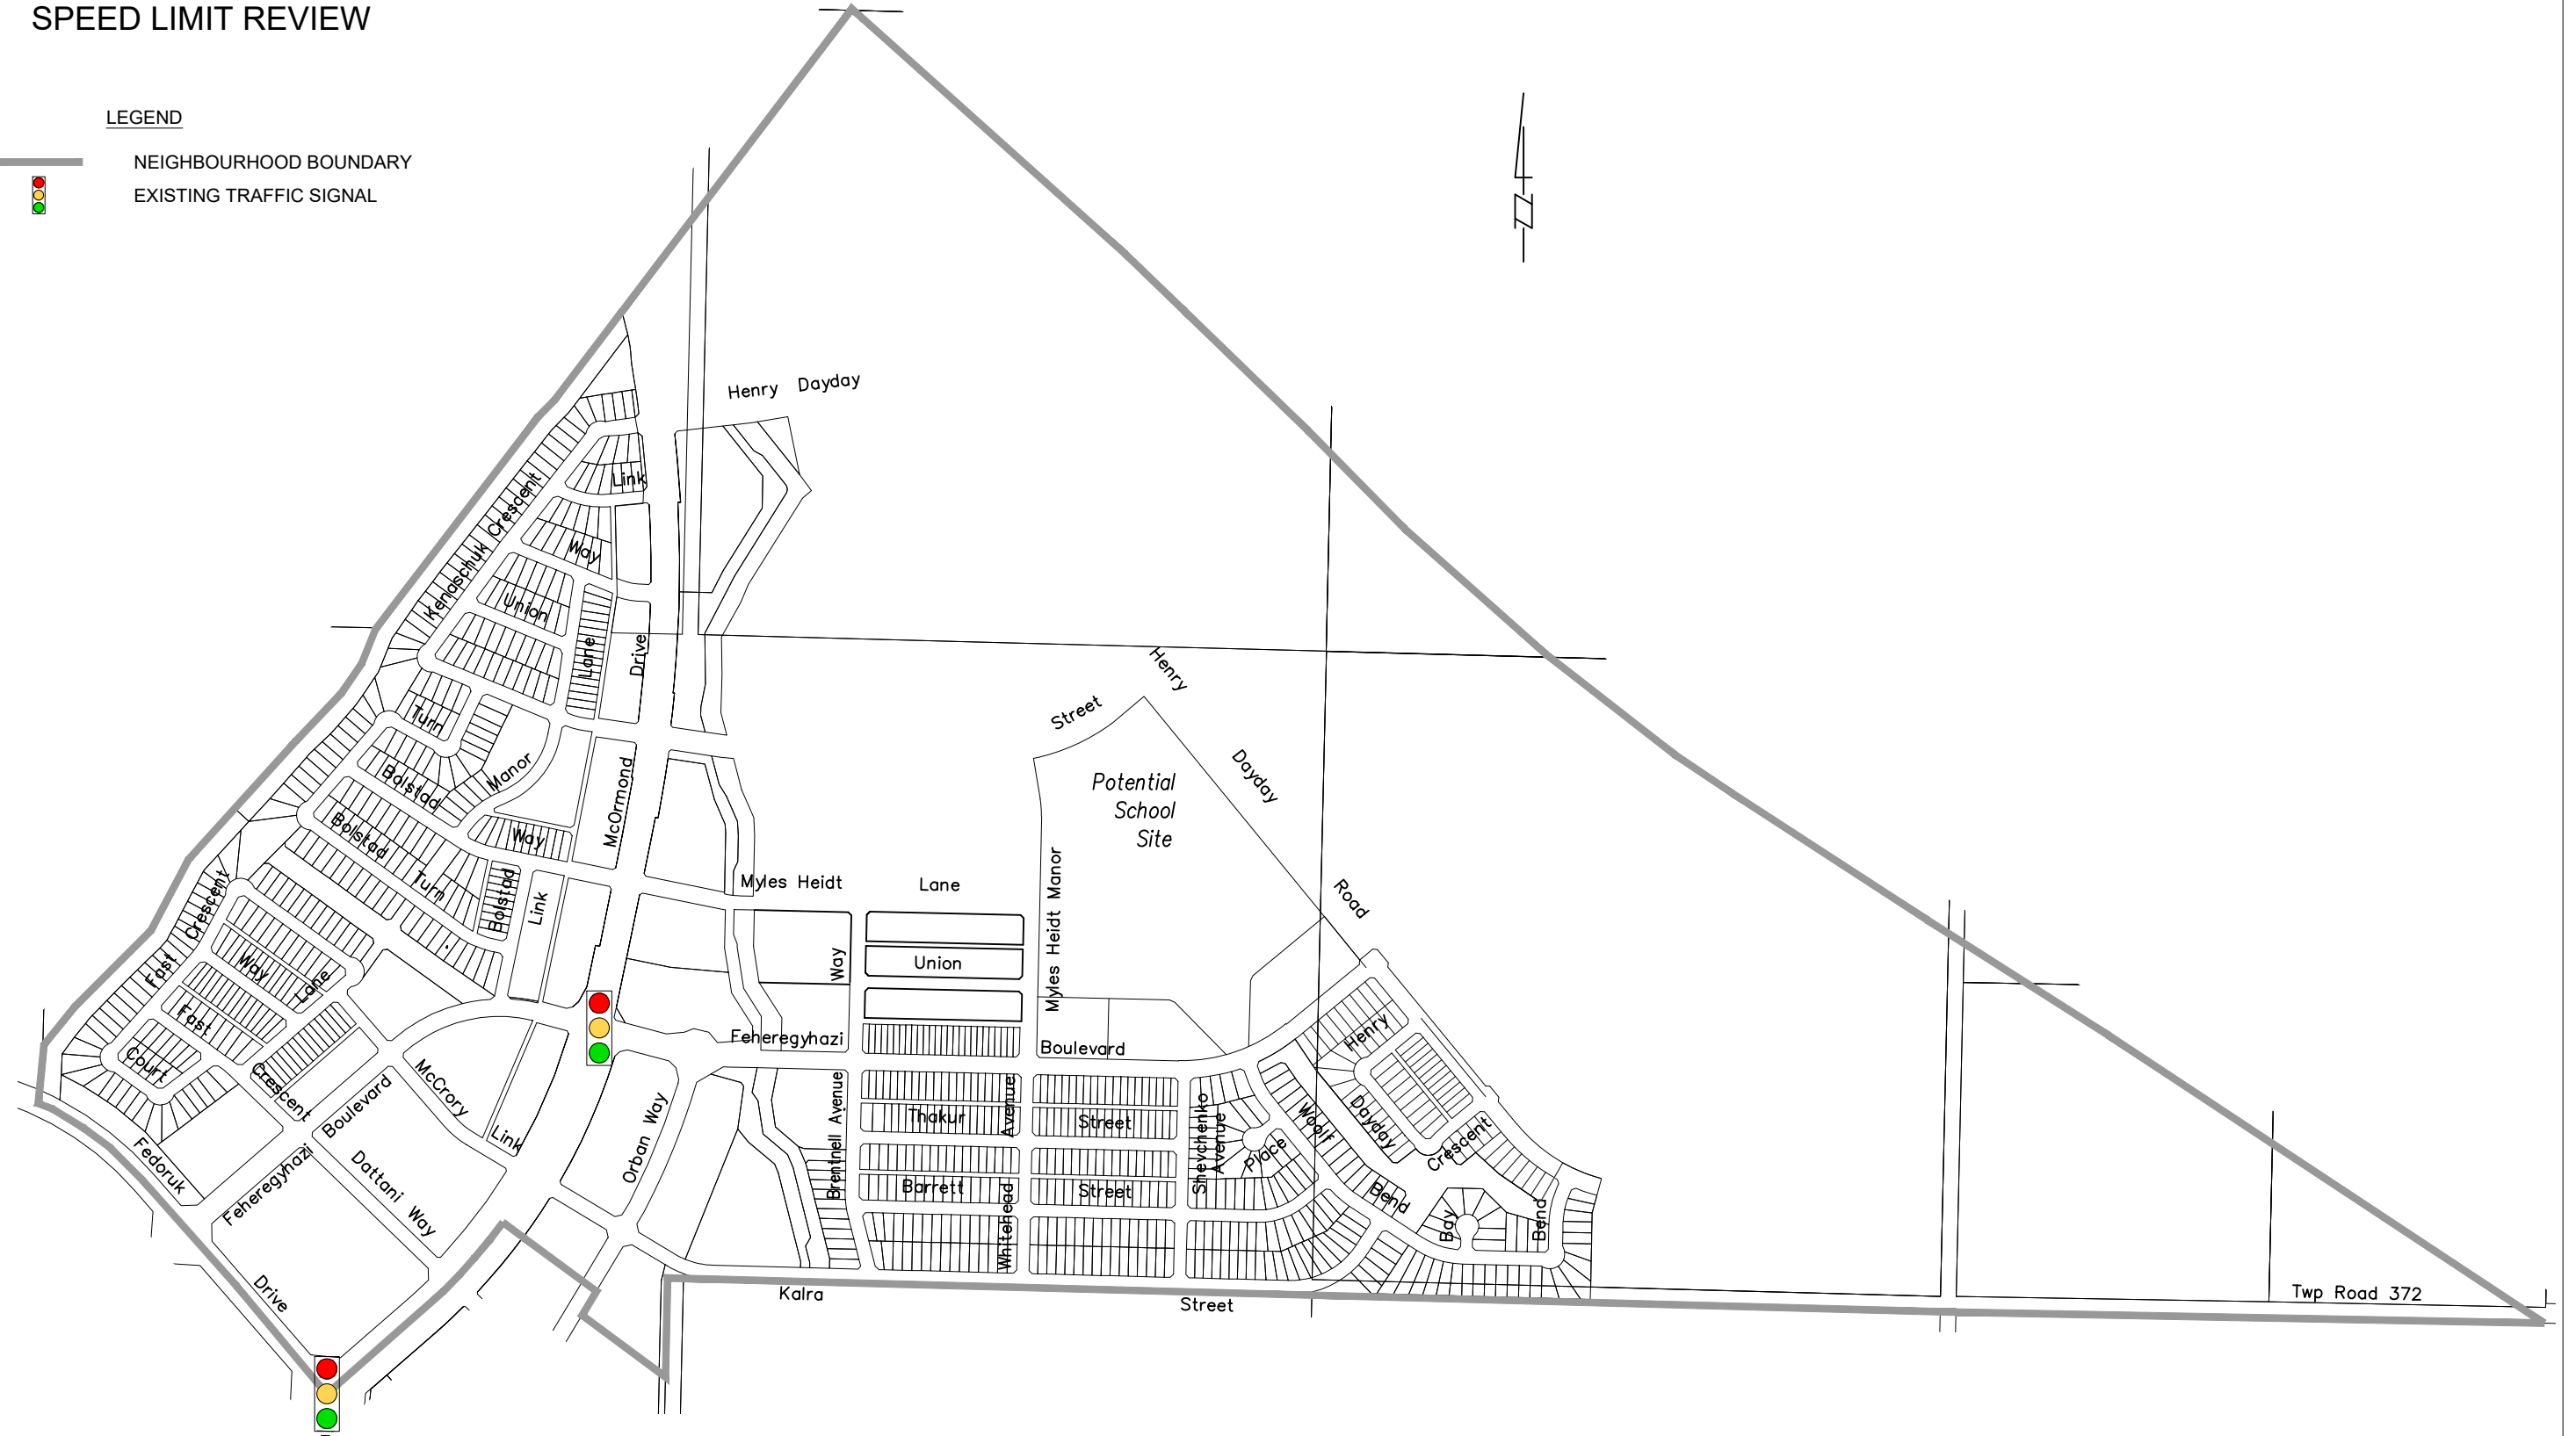 SPEED LIMIT REVIEW
LEGEND
NEIGHBOURHOOD BOUNDARY
EXISTING TRAFFIC SIGNAL
Henry Dayday
Link
Kenaschuk Crescent
Way
Union
Lane
Drive
Henry
Street
Turn
Manor
Dayday
Bolstad
McOrmond
Potential
School
Site
Bolstad
Way
Turn
Bolstad
Link
Myles Heidt
Lane
Myles Heidt Manor
Road
Crescent
Fast
Way
Lane
Way
Union
Fast
Feheregyhazi
Boulevard
Henry
Court
Crescent
Boulevard
McCrory
Link
Orban Way
Brentnell Avenue
Thakur
Avenue
Street
Shevchenko
Avenue
Place
Woolf
Dayday
Crescent
Fedoruk
Feheregyhazi
Dattani Way
Barrett
Whitehead
Street
Bend
Bay
Bend
Drive
Kalra
Street
Twp Road 372